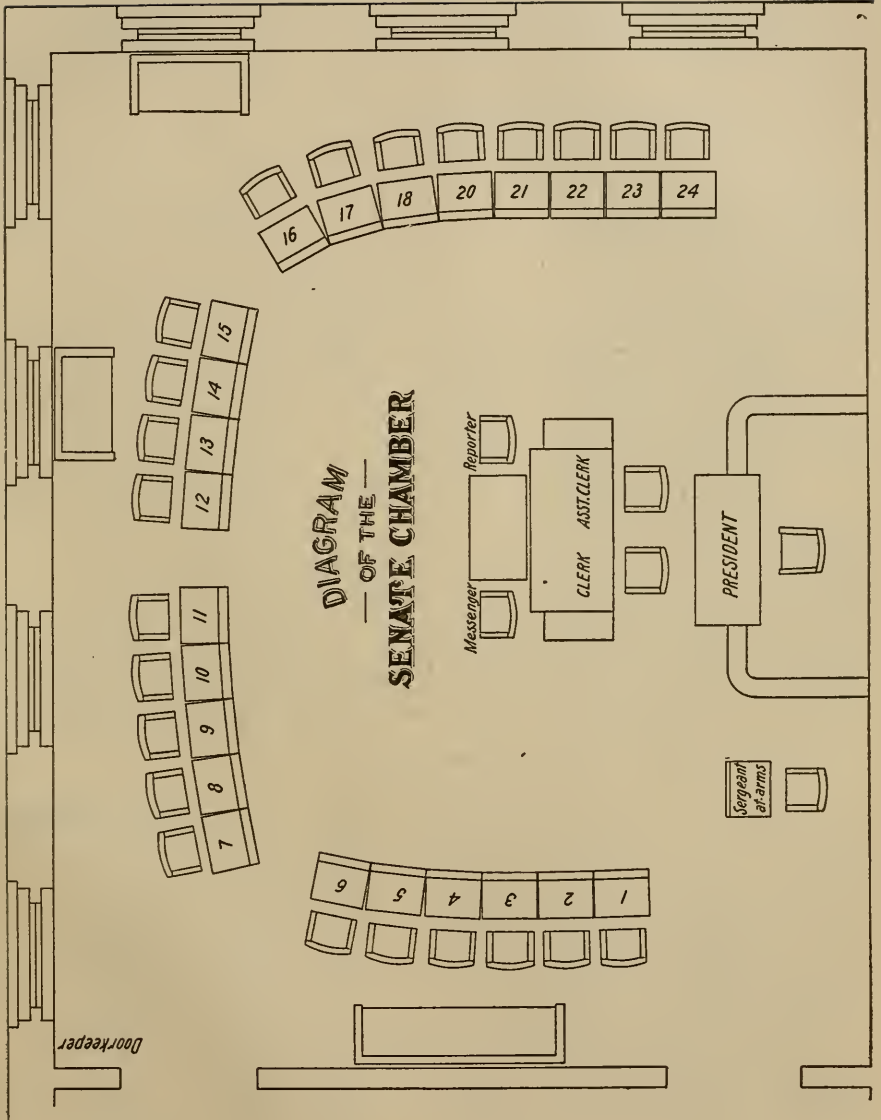 DIAGRAM
— OF THE —
SENATE CHAMBER
Doorkeeper
1
2
3
4
5
6
7
8
9
10
11
12
13
14
15
16
17
18
20
21
22
23
24
Messenger
Reporter
CLERK
ASST. CLERK
PRESIDENT
Sergeant
at-arms